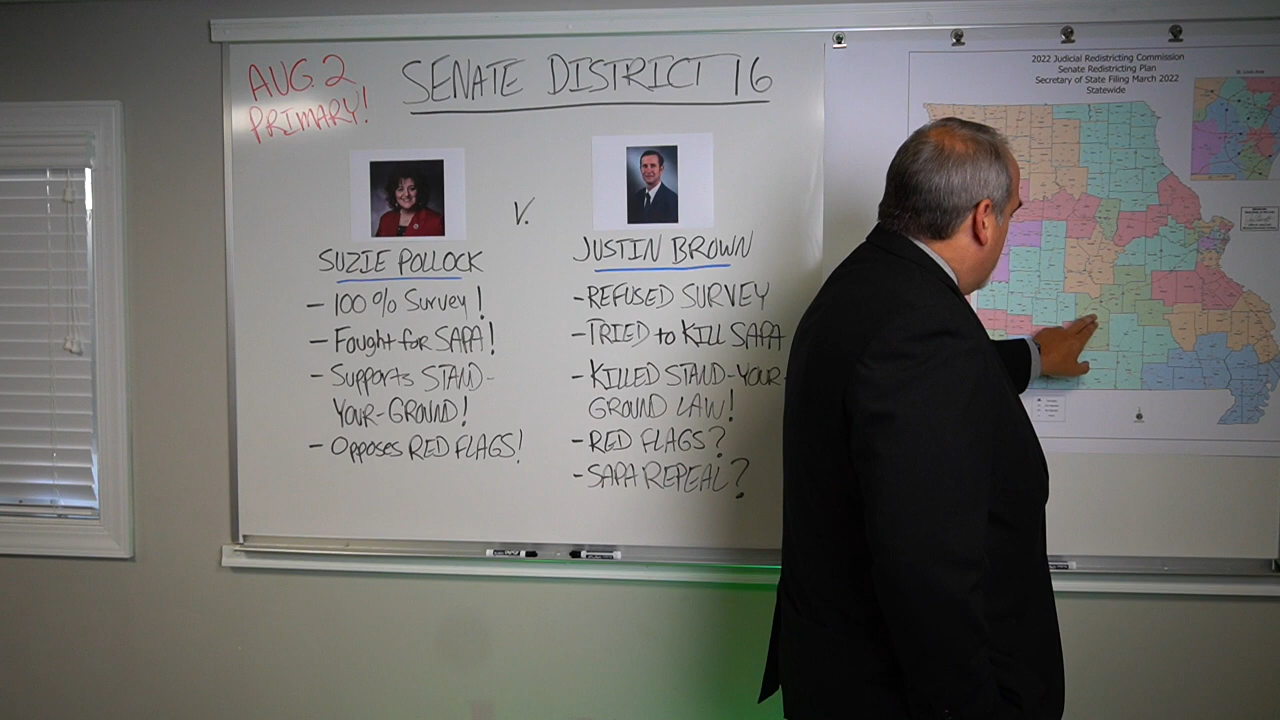 AUG. 2
PRIMARY!
SENATE DISTRICT 16
V.
SUZIE POLLOCK
- 100% Survey!
- Fought for SAPA!
- Supports STAND-
YOUR-GROUND!
- Opposes RED FLAGS!
JUSTIN BROWN
- REFUSED SURVEY
- TRIED to KILL SAPA
- KILLED STAND-YOUR-
GROUND LAW!
- RED FLAGS?
- SAPA REPEAL?
2022 Judicial Redistricting Commission
Senate Redistricting Plan
Secretary of State Filing March 2022
Statewide